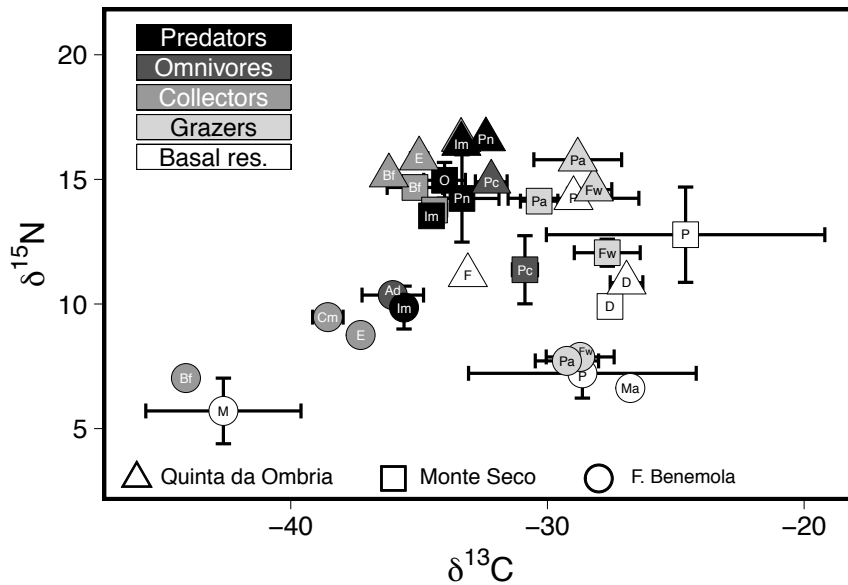 Predators
Omnivores
Collectors
Grazers
Basal res.
20
15
10
5
δ15N
Im
Pn
E
Pa
Bf
Bf
O
Pc
Fw
Pn
Pa
Im
P
Fw
F
Pc
D
D
Ad
Im
Cm
E
Fw
Pa
P
Ma
Bf
M
Quinta da Ombria
Monte Seco
F. Benemola
−40
−30
−20
δ13C